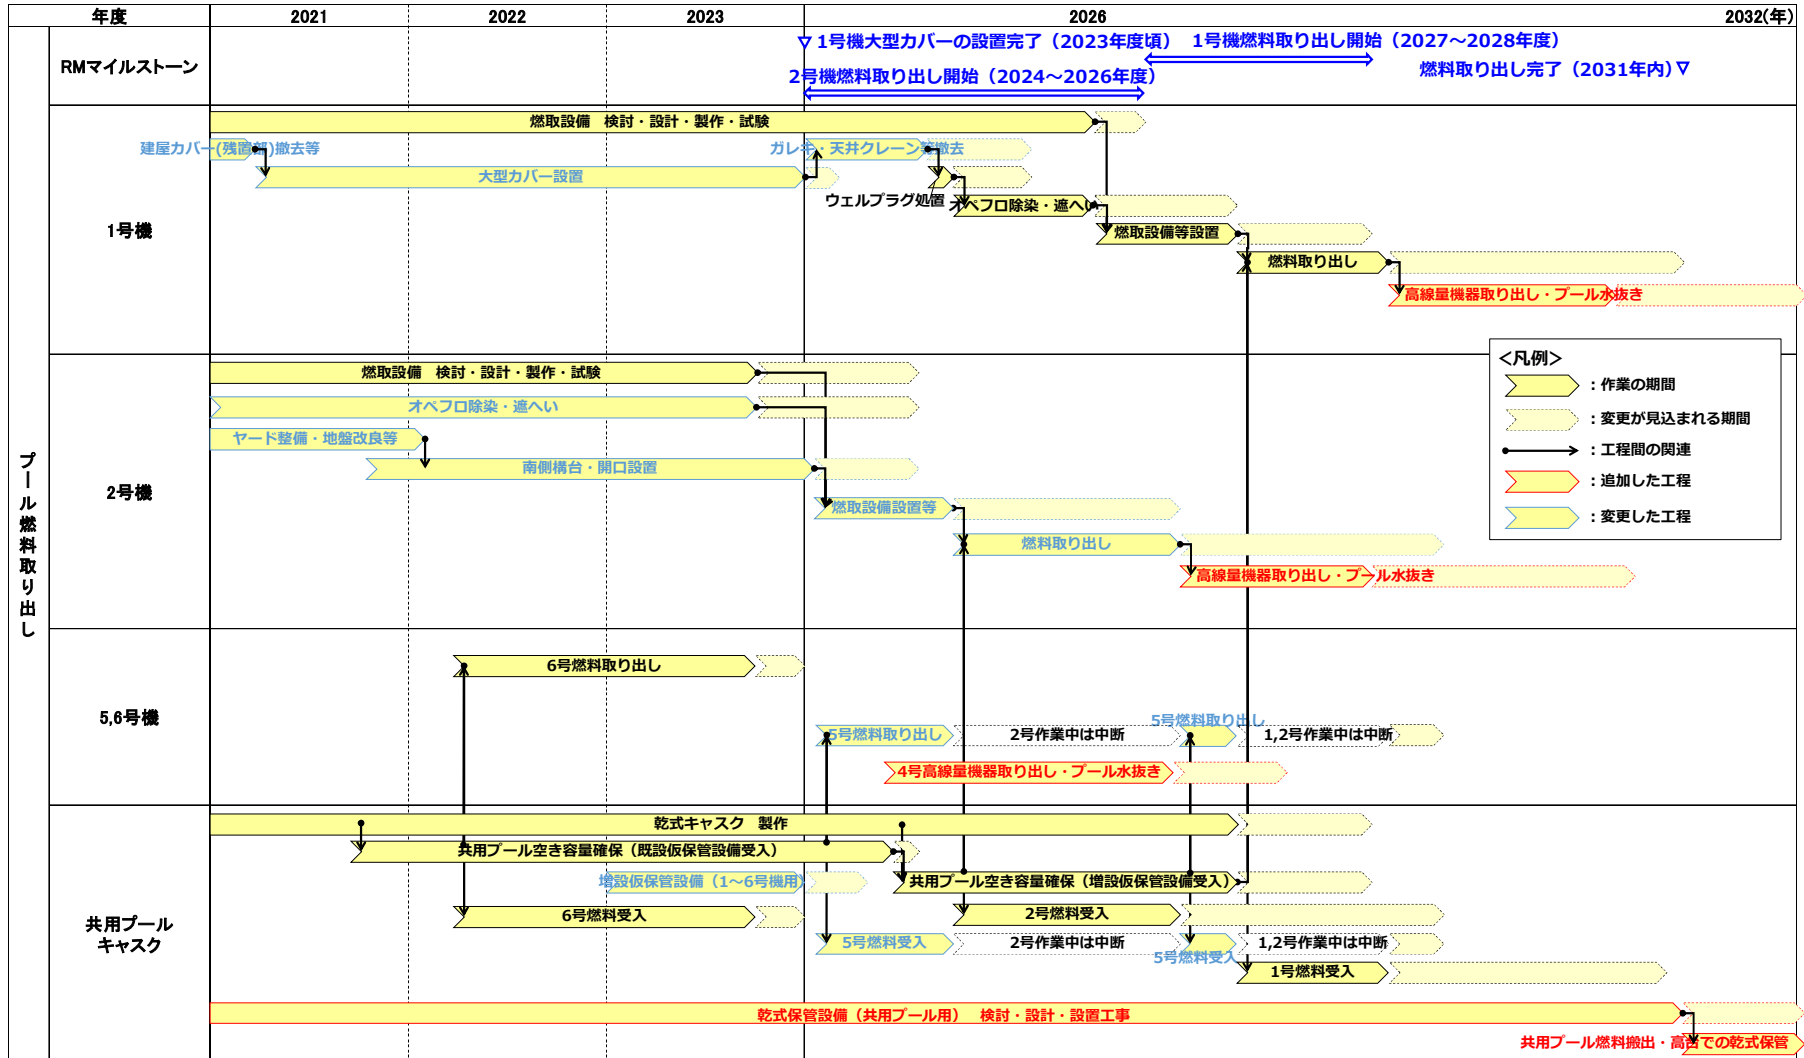 年度
2021
2022
2023
2026
2032(年)
プール燃料取り出し
RMマイルストーン
▽1号機大型カバーの設置完了（2023年度頃）
1号機燃料取り出し開始（2027～2028年度）
2号機燃料取り出し開始（2024～2026年度）
燃料取り出し完了（2031年内）▽
1号機
燃取設備　検討・設計・製作・試験
建屋カバー(残置部)撤去等
ガレキ・天井クレーン等撤去
大型カバー設置
ウェルプラグ処置
オペフロ除染・遮へい
燃取設備等設置
燃料取り出し
高線量機器取り出し・プール水抜き
2号機
燃取設備　検討・設計・製作・試験
オペフロ除染・遮へい
ヤード整備・地盤改良等
南側構台・開口設置
燃取設備設置等
燃料取り出し
高線量機器取り出し・プール水抜き
＜凡例＞
：作業の期間
：変更が見込まれる期間
：工程間の関連
：追加した工程
：変更した工程
5,6号機
6号燃料取り出し
5号燃料取り出し
2号作業中は中断
5号燃料取り出し
1,2号作業中は中断
4号高線量機器取り出し・プール水抜き
共用プール
キャスク
乾式キャスク　製作
共用プール空き容量確保（既設仮保管設備受入）
増設仮保管設備（1～6号機用）
共用プール空き容量確保（増設仮保管設備受入）
6号燃料受入
2号燃料受入
5号燃料受入
2号作業中は中断
5号燃料受入
1,2号作業中は中断
1号燃料受入
乾式保管設備（共用プール用）　検討・設計・設置工事
共用プール燃料搬出・高台での乾式保管